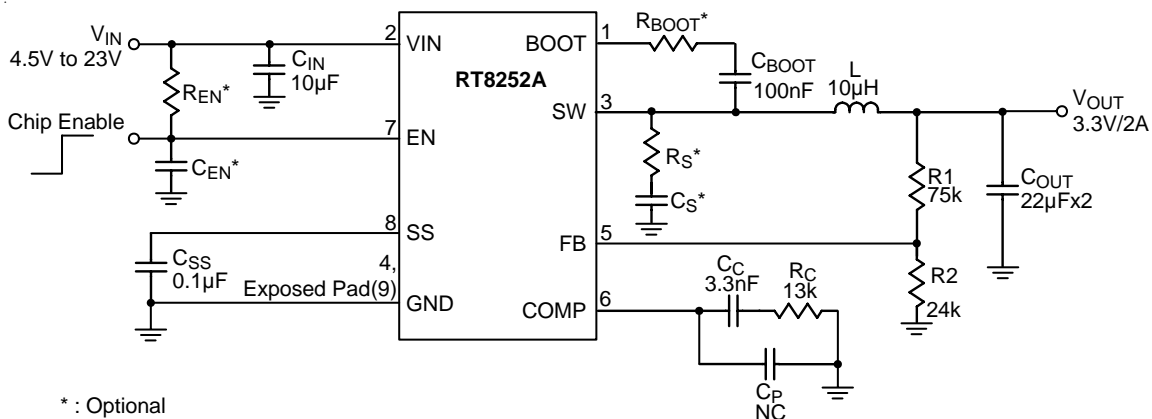 VIN
4.5V to 23V
REN*
CIN
10µF
Chip Enable
CEN*
CSS
0.1µF
2
VIN
7
EN
8
SS
4,
Exposed Pad(9)
GND
RT8252A
BOOT
1
SW
3
FB
5
COMP
6
RBOOT*
CBOOT
100nF
L
10µH
RS*
CS*
VOUT
3.3V/2A
R1
75k
COUT
22µFx2
R2
24k
CC
3.3nF
RC
13k
CP
NC
* : Optional